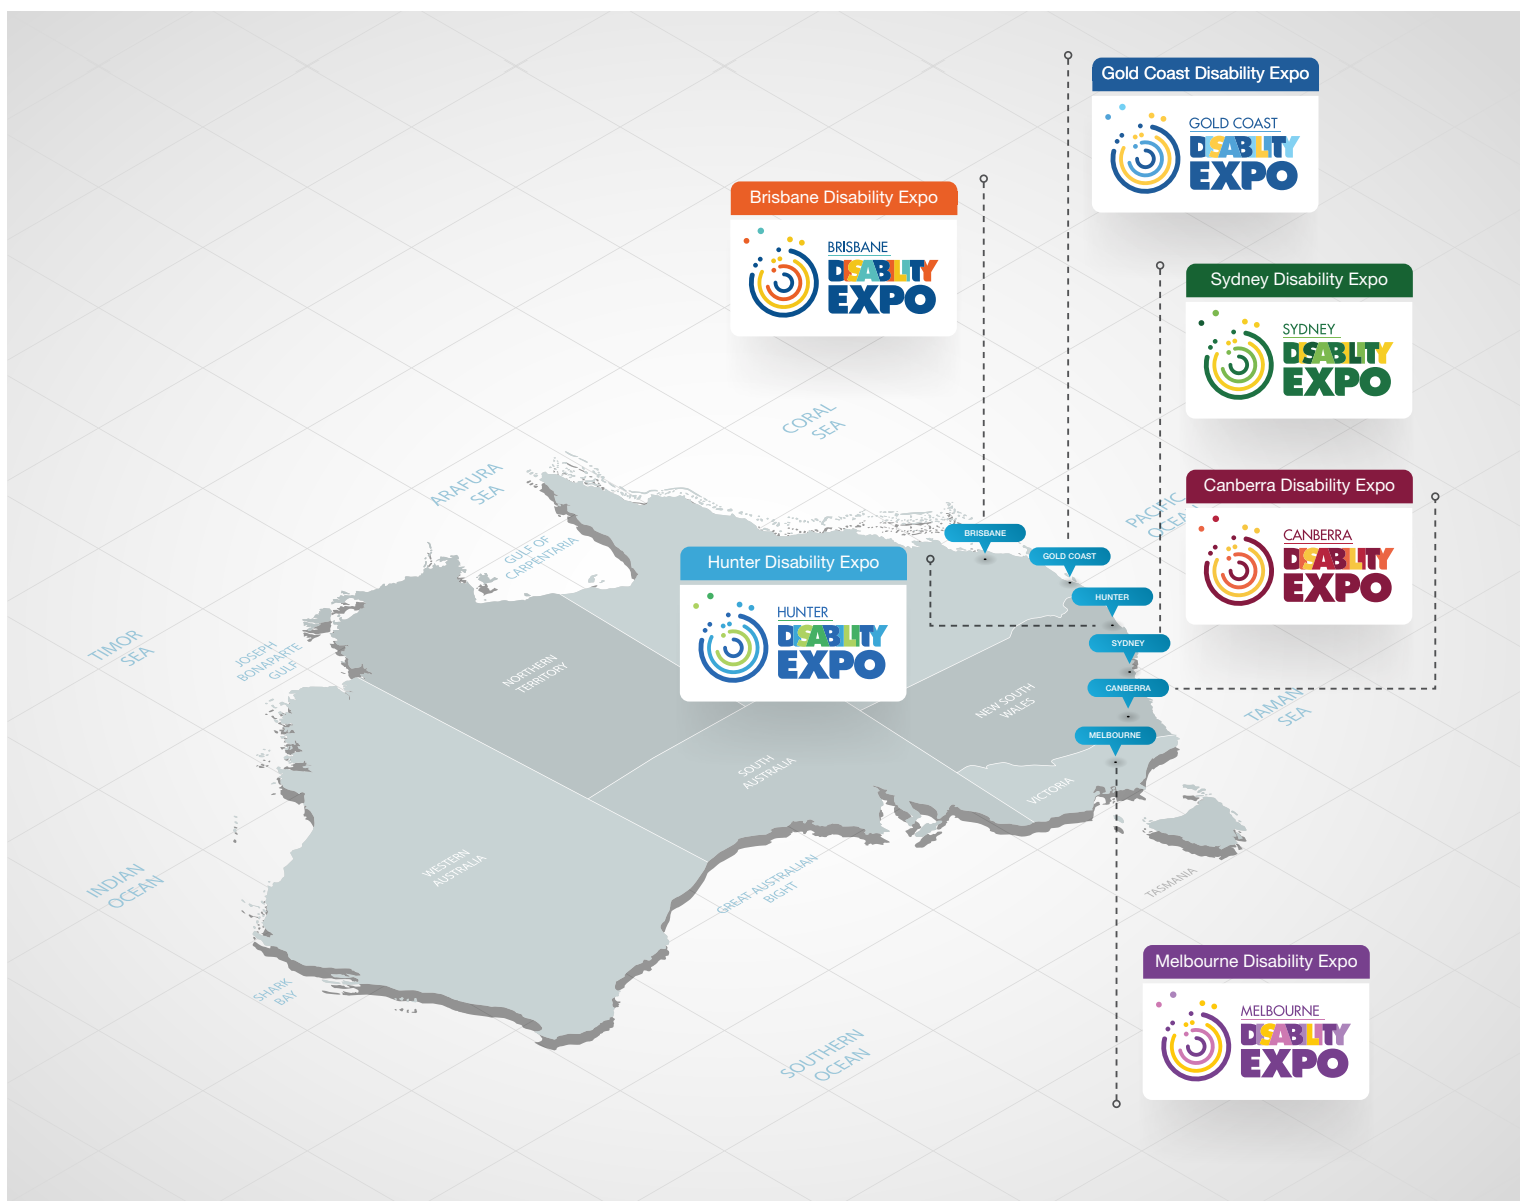 Gold Coast Disability Expo
GOLD COAST
DISABILITY
EXPO
Brisbane Disability Expo
BRISBANE
DISABILITY
EXPO
Sydney Disability Expo
SYDNEY
DISABILITY
EXPO
Canberra Disability Expo
CANBERRA
DISABILITY
EXPO
Hunter Disability Expo
HUNTER
DISABILITY
EXPO
Melbourne Disability Expo
MELBOURNE
DISABILITY
EXPO
BRISBANE
GOLD COAST
HUNTER
SYDNEY
CANBERRA
MELBOURNE
CORAL
SEA
ARAFURA
SEA
GULF OF
CARPENTARIA
PACIFIC
TIMOR
SEA
JOSEPH
BONAPARTE
GULF
NORTHERN
TERRITORY
NEW SOUTH
WALES
TAMAN
SEA
SOUTH
AUSTRALIA
VICTORIA
WESTERN
AUSTRALIA
TASMANIA
GREAT AUSTRALIAN
BIGHT
INDIAN
OCEAN
SHARK
BAY
SOUTHERN
OCEAN